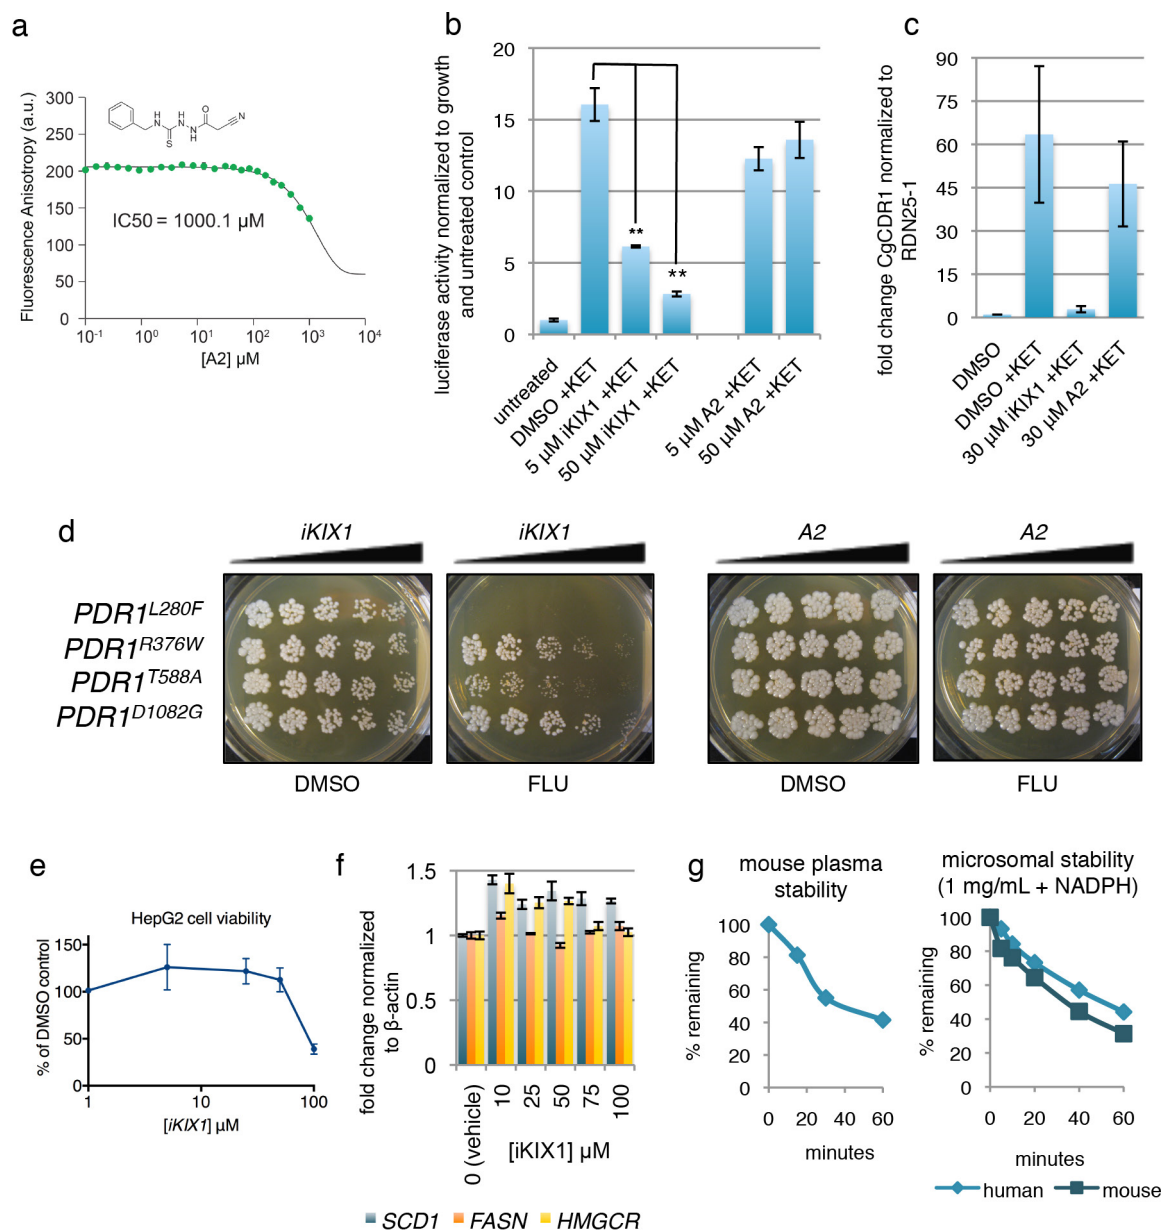 a
Fluorescence Anisotropy (a.u.)
300
250
200
150
100
50
0
H
N
H
N
N
H
S
O
N
IC50 = 1000.1 µM
10-1
100
101
102
103
104
[A2] µM
b
luciferase activity normalized to growth
and untreated control
20
15
10
5
0
**
**
untreated
DMSO +KET
5 µM iKIX1 +KET
50 µM iKIX1 +KET
5 µM A2 +KET
50 µM A2 +KET
c
fold change CgCDR1 normalized to
RDN25-1
90
75
60
45
30
15
0
DMSO
DMSO +KET
30 µM iKIX1 +KET
30 µM A2 +KET
d
iKIX1
iKIX1
A2
A2
PDR1L280F
PDR1R376W
PDR1T588A
PDR1D1082G
DMSO
FLU
DMSO
FLU
e
HepG2 cell viability
% of DMSO control
150
100
50
0
1
10
100
[iKIX1] µM
f
fold change normalized
to β-actin
1.5
1
0.5
0
0 (vehicle)
10
25
50
75
100
[iKIX1] µM
SCD1
FASN
HMGCR
g
mouse plasma
stability
% remaining
100
80
60
40
20
0
0
20
40
60
minutes
microsomal stability
(1 mg/mL + NADPH)
% remaining
100
80
60
40
20
0
0
20
40
60
minutes
human
mouse